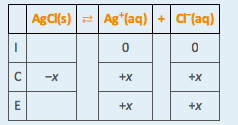 AgCl(s) ⇄ Ag⁺(aq) + Cl⁻(aq)
I 0 0
C –x +x +x
E +x +x